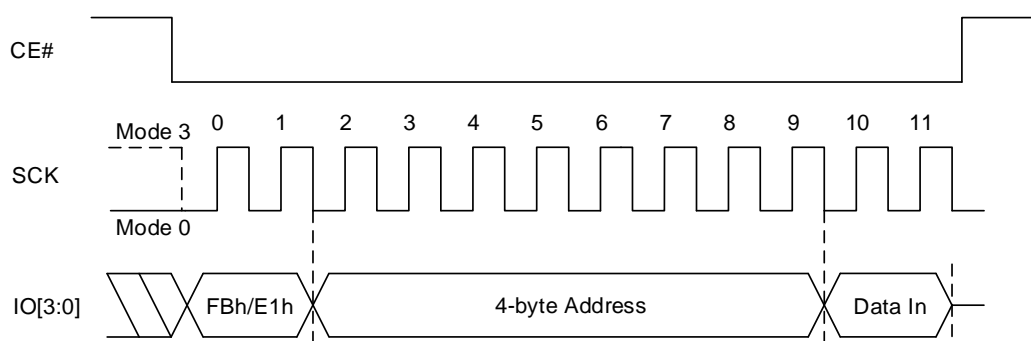 CE#
Mode 3 0 1 2 3 4 5 6 7 8 9 10 11
SCK
Mode 0
IO[3:0] FBh/E1h 4-byte Address Data In